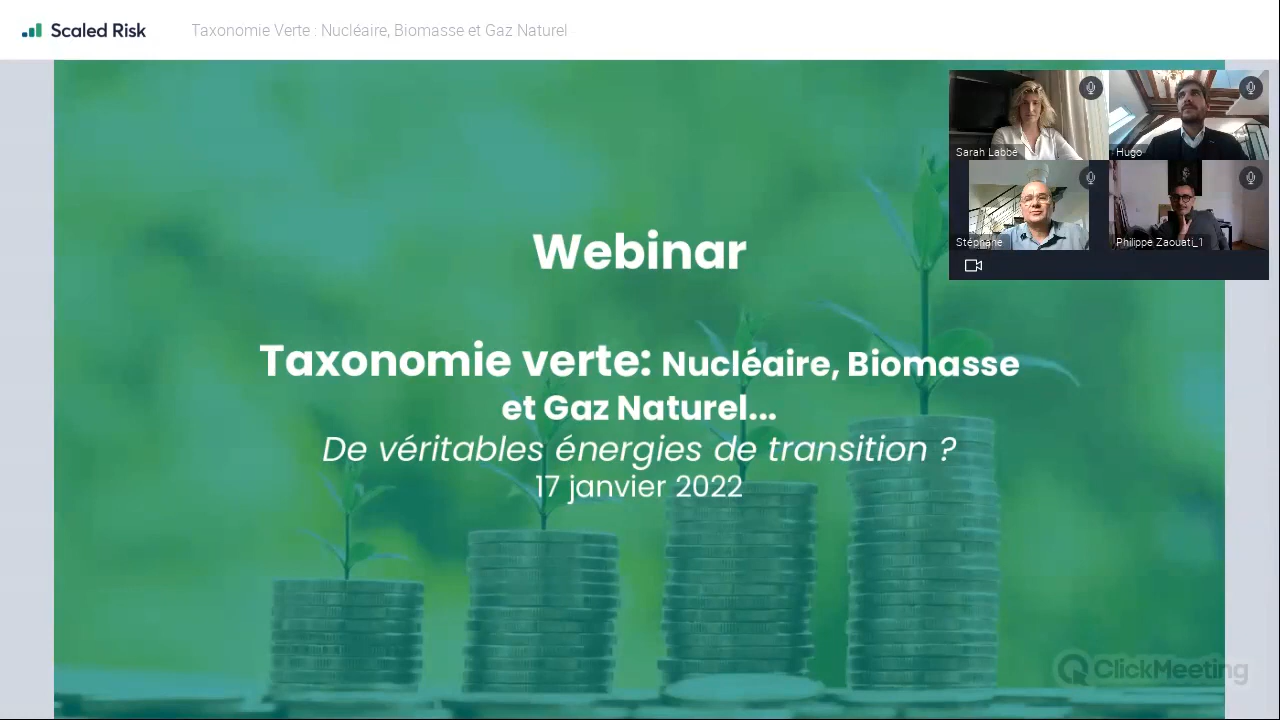 Scaled Risk
Taxonomie Verte : Nucléaire, Biomasse et Gaz Naturel
Sarah Labbé
Hugo
Stéphane
Philippe Zaouati_1
Webinar
Taxonomie verte: Nucléaire, Biomasse
et Gaz Naturel...
De véritables énergies de transition ?
17 janvier 2022
ClickMeeting